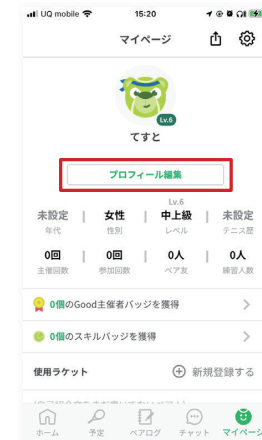 UQ mobile 15:20
マイページ
Lv.6
てすと
プロフィール編集
Lv.6
未設定 | 女性 | 中上級 | 未設定
年代 性別 レベル テニス歴
0回 | 0回 | 0人 | 0人
主催回数 参加回数 ペア友 練習人数
0個のGood主催者バッジを獲得
0個のスキルバッジを獲得
使用ラケット 新規登録する
ホーム 予定 ペアログ チャット マイページ